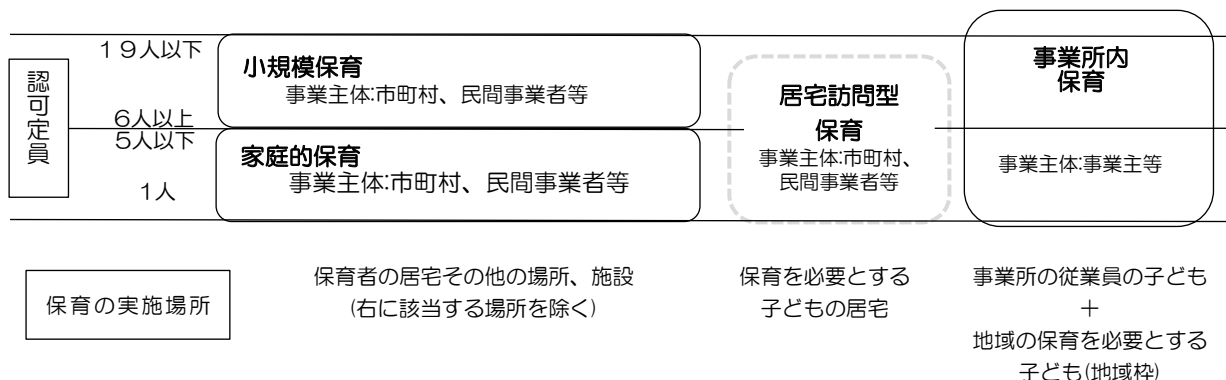 認可定員
１９人以下
6人以上
5人以下
1人
小規模保育
事業主体:市町村、民間事業者等
家庭的保育
事業主体:市町村、民間事業者等
居宅訪問型
保育
事業主体:市町村、
民間事業者等
事業所内
保育
事業主体:事業主等
保育の実施場所
保育者の居宅その他の場所、施設
(右に該当する場所を除く)
保育を必要とする
子どもの居宅
事業所の従業員の子ども
＋
地域の保育を必要とする
子ども(地域枠)